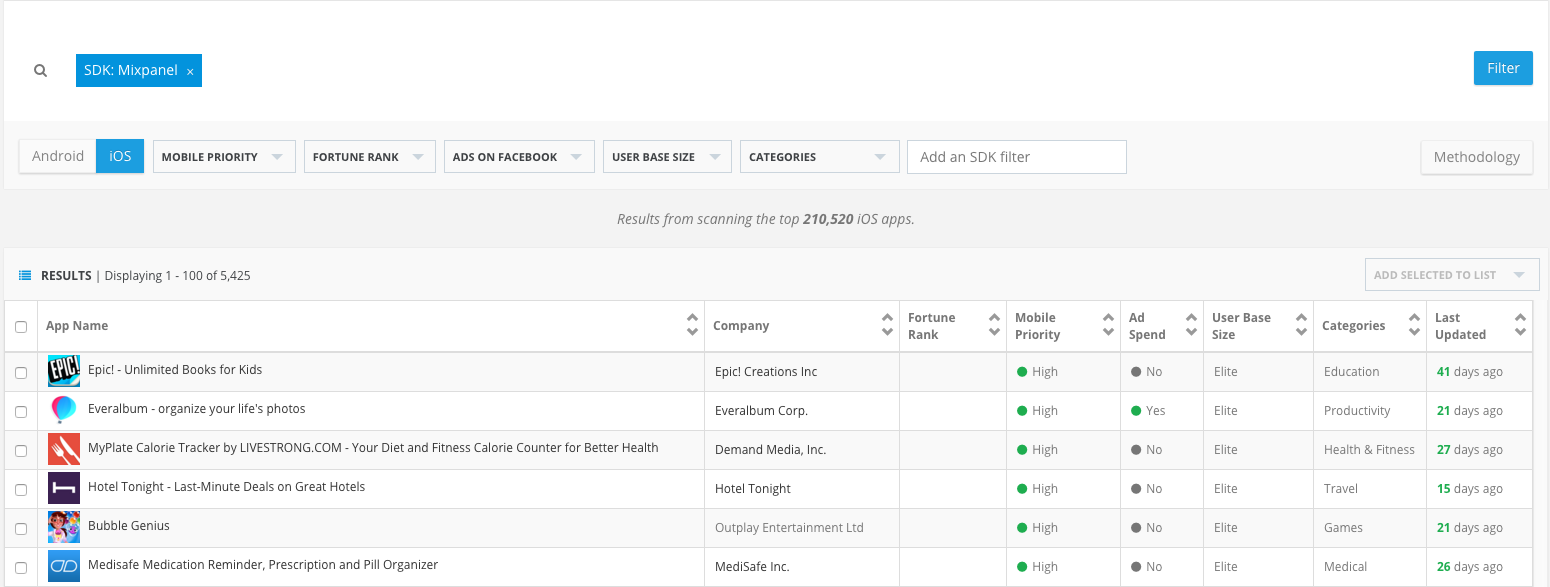 SDK: Mixpanel ×
Filter
Android iOS MOBILE PRIORITY FORTUNE RANK ADS ON FACEBOOK USER BASE SIZE CATEGORIES Add an SDK filter Methodology
Results from scanning the top 210,520 iOS apps.
RESULTS | Displaying 1 - 100 of 5,425
ADD SELECTED TO LIST
App Name Company Fortune Rank Mobile Priority Ad Spend User Base Size Categories Last Updated
EPIC! Epic! - Unlimited Books for Kids Epic! Creations Inc High No Elite Education 41 days ago
Everalbum - organize your life's photos Everalbum Corp. High Yes Elite Productivity 21 days ago
MyPlate Calorie Tracker by LIVESTRONG.COM - Your Diet and Fitness Calorie Counter for Better Health Demand Media, Inc. High No Elite Health & Fitness 27 days ago
Hotel Tonight - Last-Minute Deals on Great Hotels Hotel Tonight High No Elite Travel 15 days ago
Bubble Genius Outplay Entertainment Ltd High No Elite Games 21 days ago
Medisafe Medication Reminder, Prescription and Pill Organizer MediSafe Inc. High No Elite Medical 26 days ago